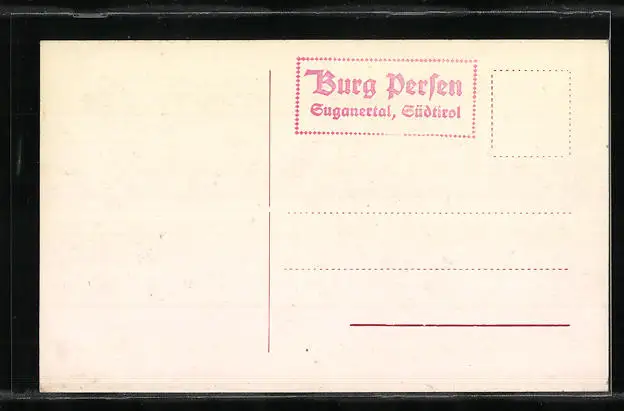 Burg Persen
Suganertal, Südtirol